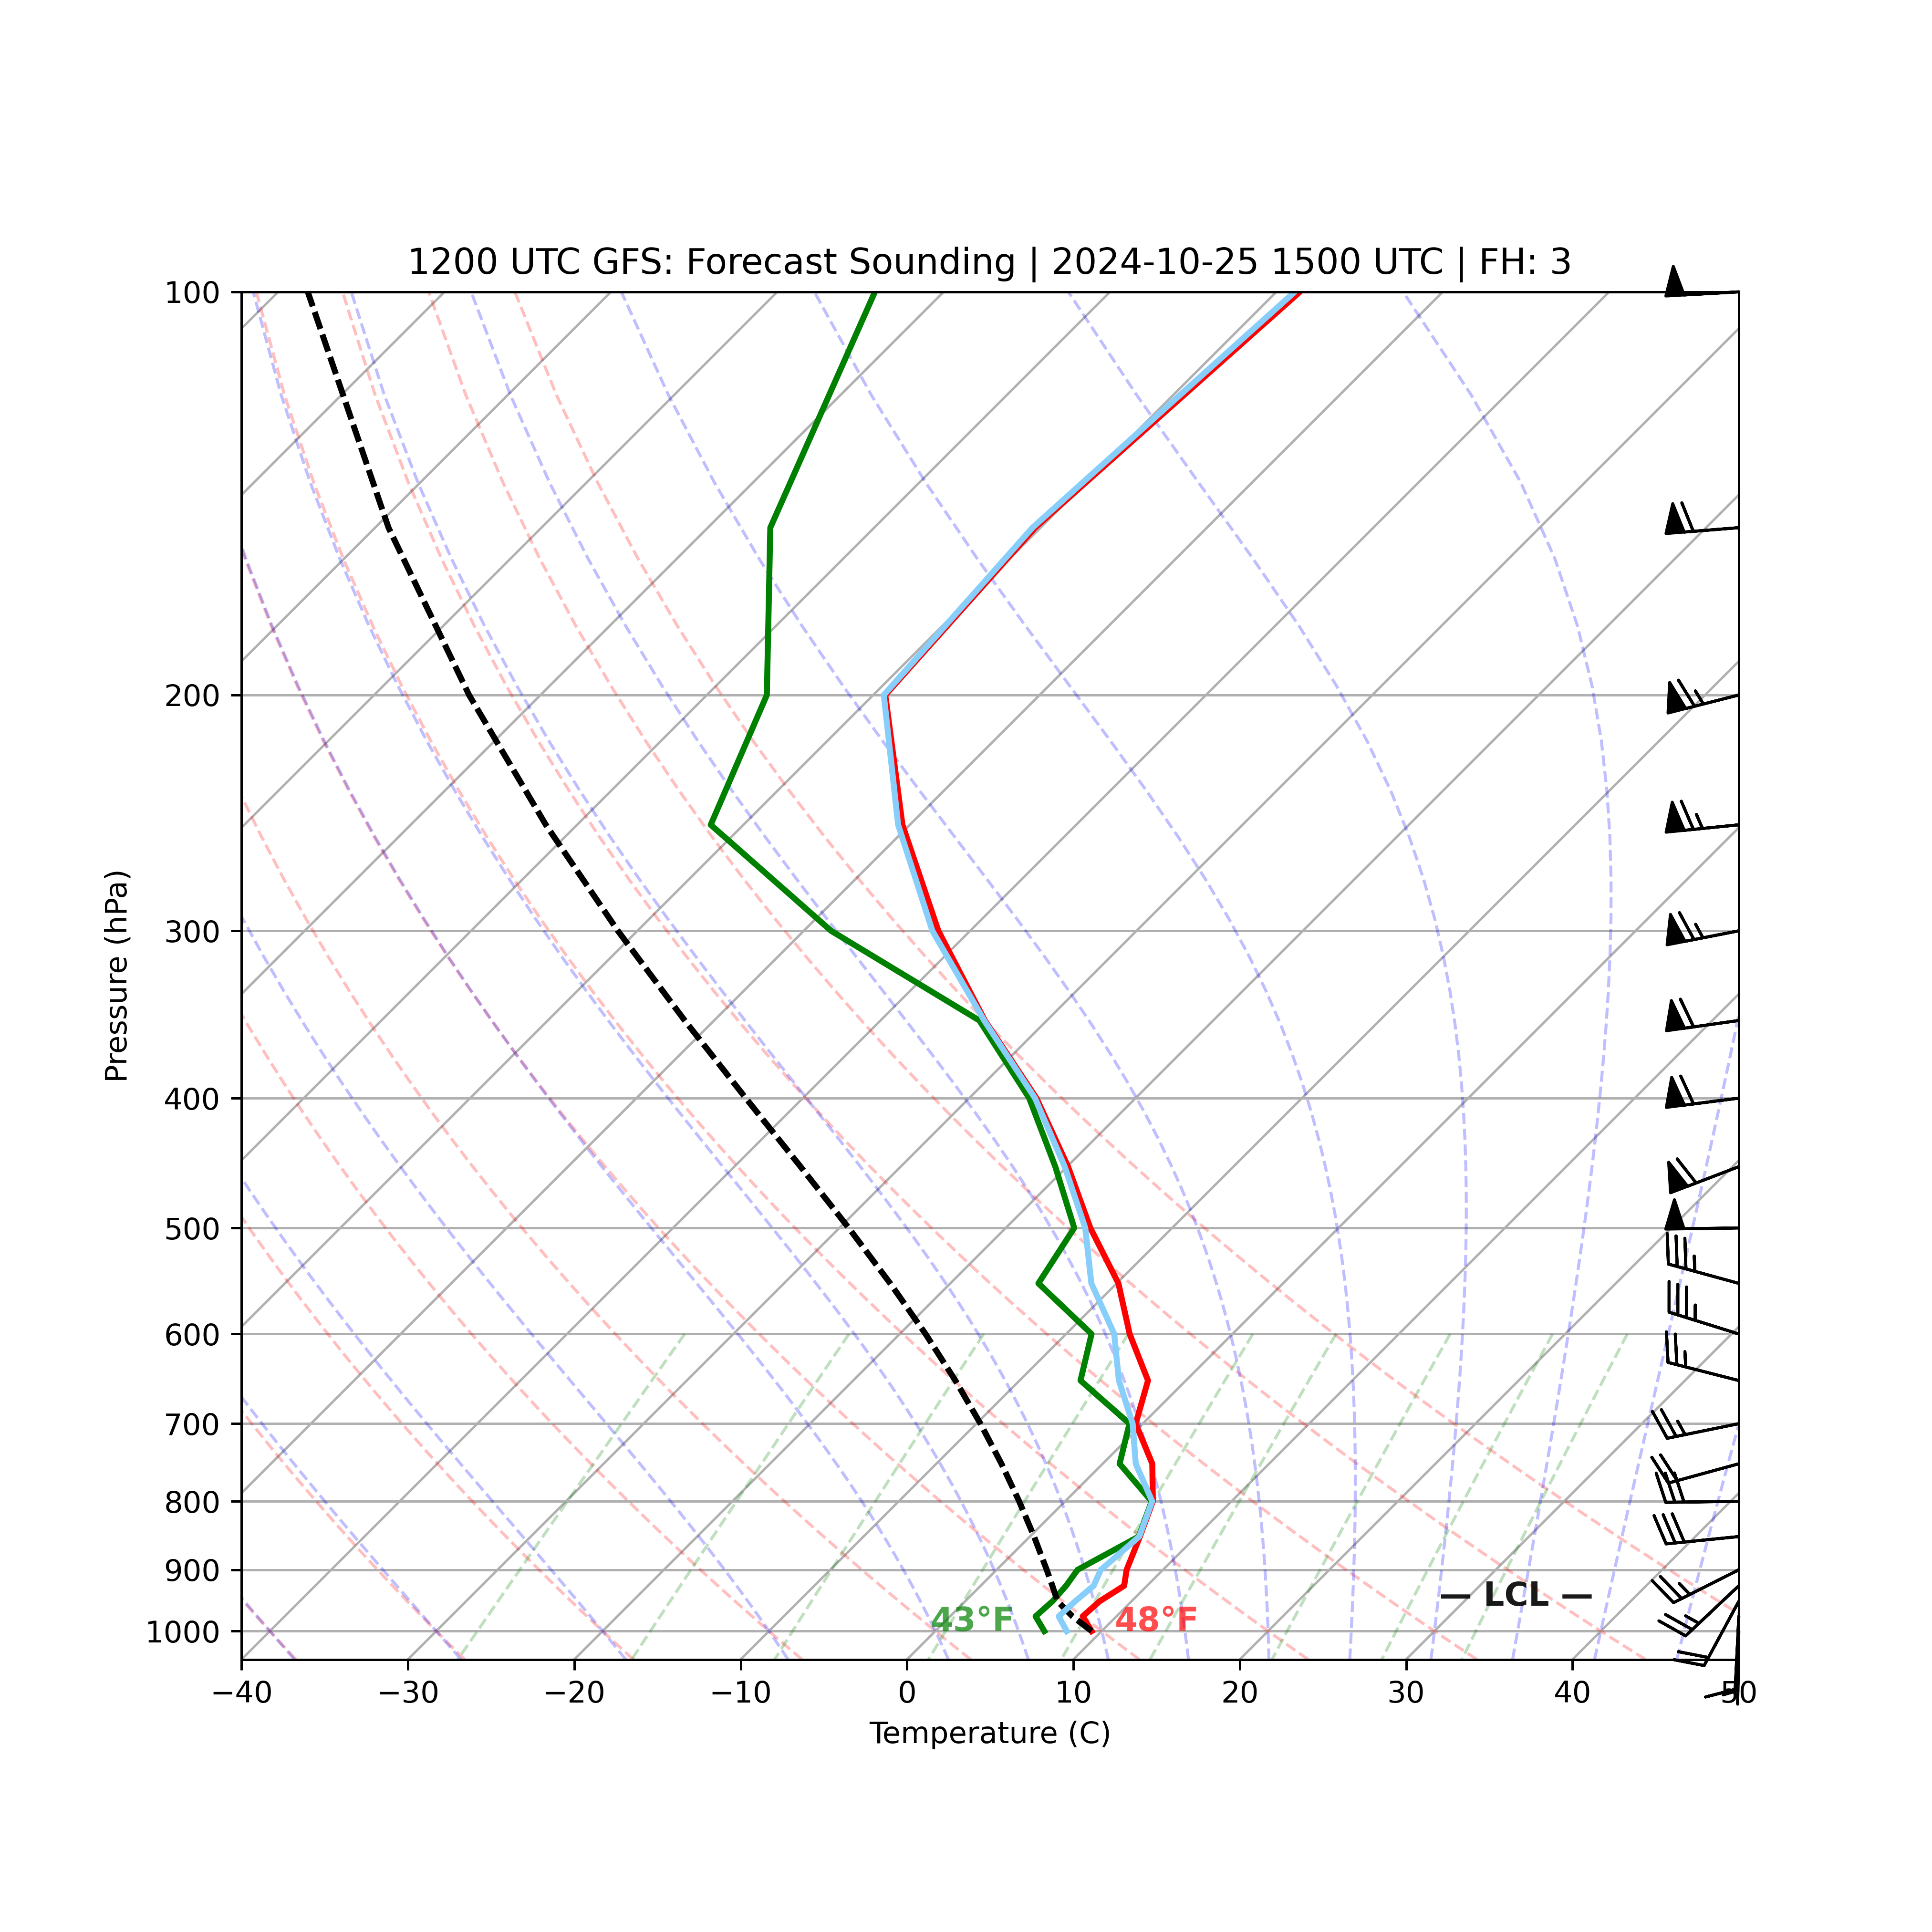 1200 UTC GFS: Forecast Sounding | 2024-10-25 1500 UTC | FH: 3
100
200
300
400
500
600
700
800
900
1000
Pressure (hPa)
43°F
48°F
— LCL —
−40 −30 −20 −10 0 10 20 30 40 50
Temperature (C)